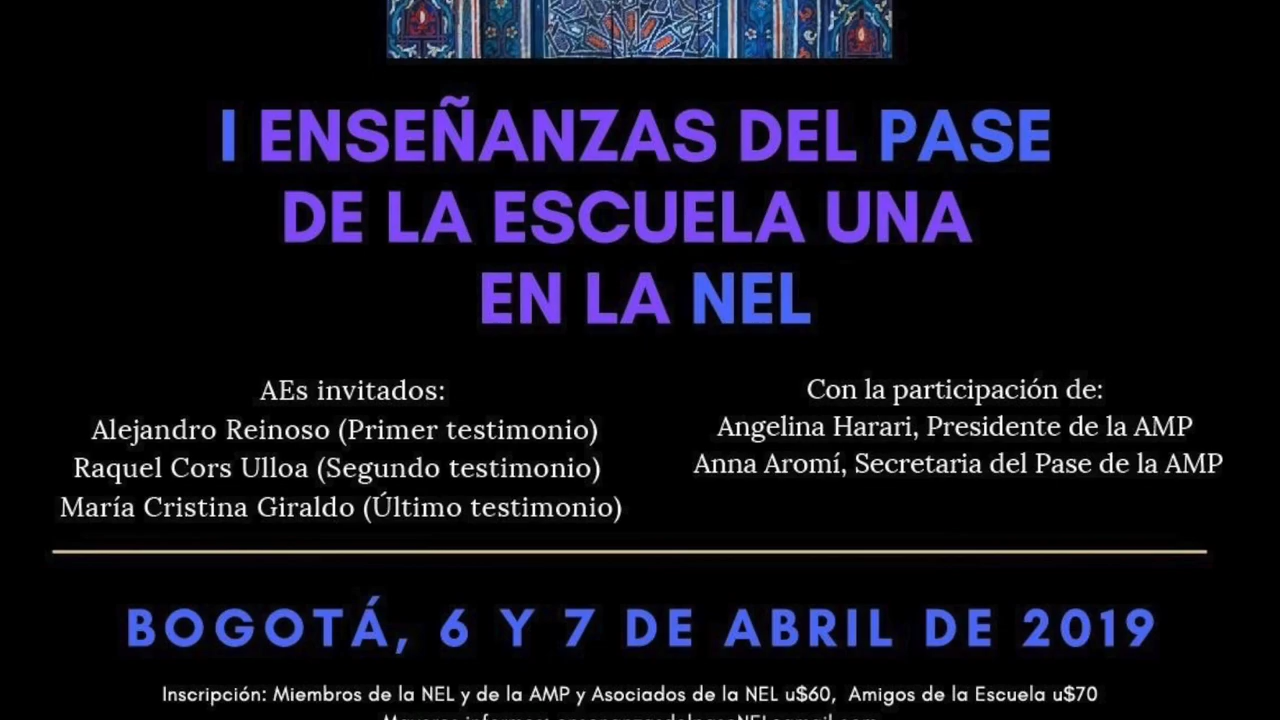 I ENSEÑANZAS DEL PASE
DE LA ESCUELA UNA
EN LA NEL
AEs invitados:
Alejandro Reinoso (Primer testimonio)
Raquel Cors Ulloa (Segundo testimonio)
María Cristina Giraldo (Último testimonio)
Con la participación de:
Angelina Harari, Presidente de la AMP
Anna Aromí, Secretaria del Pase de la AMP
BOGOTÁ, 6 Y 7 DE ABRIL DE 2019
Inscripción: Miembros de la NEL y de la AMP y Asociados de la NEL u$60, Amigos de la Escuela u$70